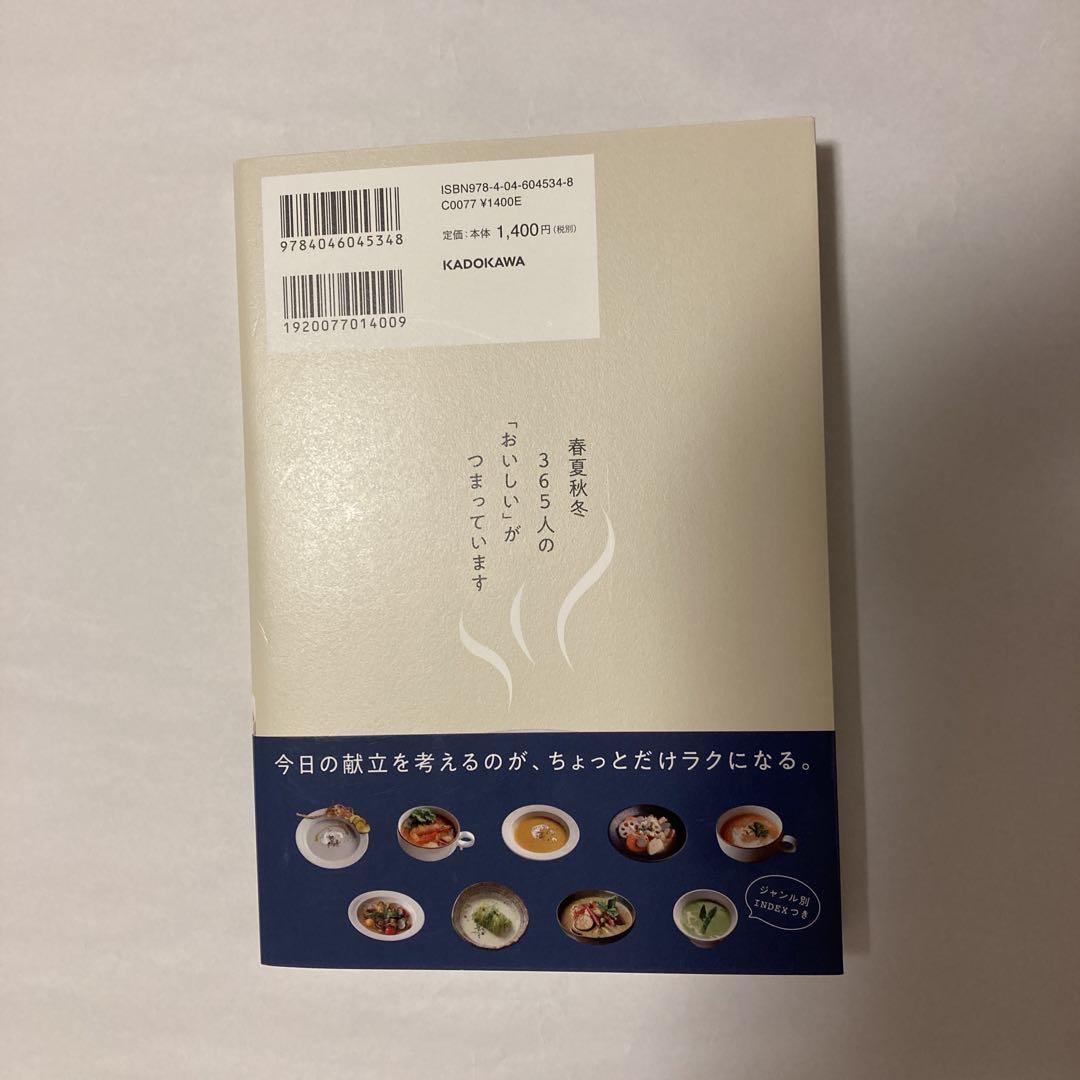 ISBN978-4-04-604534-8
C0077 ¥1400E
定価：本体 1,400円（税別）
KADOKAWA
9784046045348
1920077014009
春夏秋冬
365人の
「おいしい」が
つまっています
今日の献立を考えるのが、ちょっとだけラクになる。
ジャンル別
INDEXつき